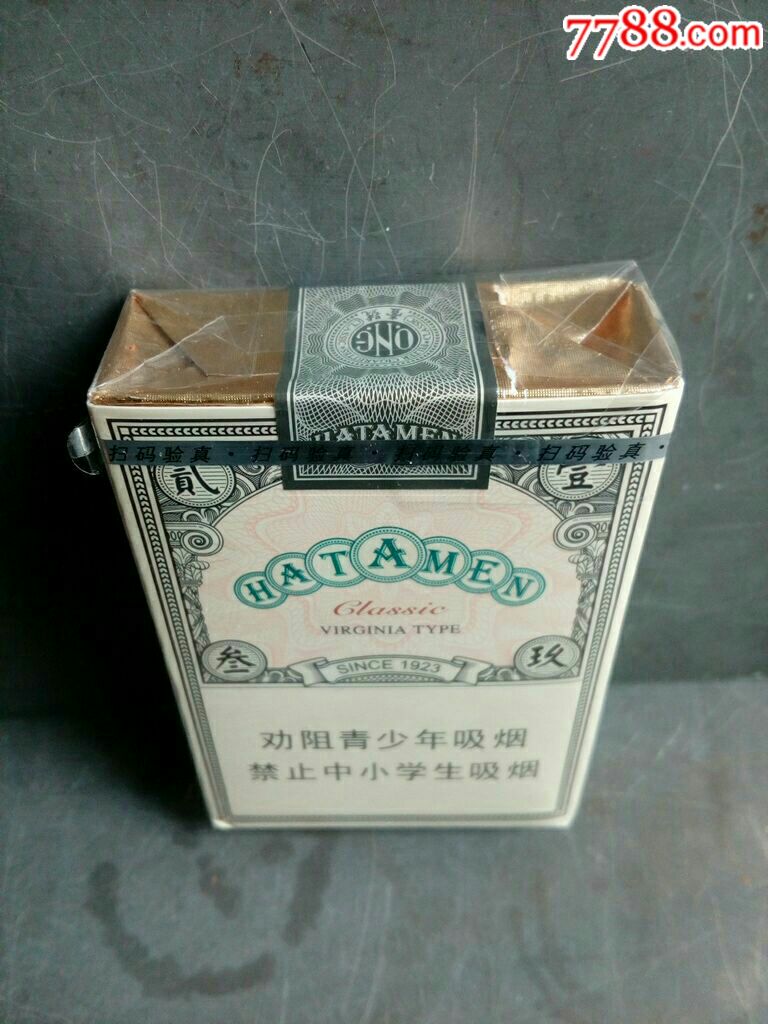 7788.com
O.N.G
HATAMEN
扫码验真·扫码验真·扫码验真·扫码验真·
貳 壹
HATAMEN
Classic
VIRGINIA TYPE
叁 玖
SINCE 1923
劝阻青少年吸烟
禁止中小学生吸烟